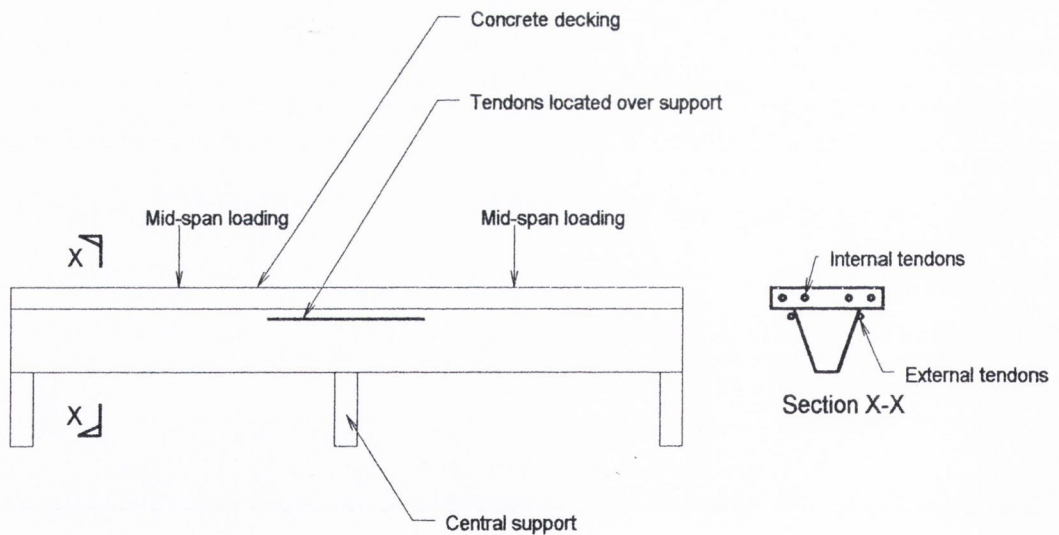 Concrete decking
Tendons located over support
Mid-span loading
Mid-span loading
X
Internal tendons
External tendons
X
Section X-X
Central support